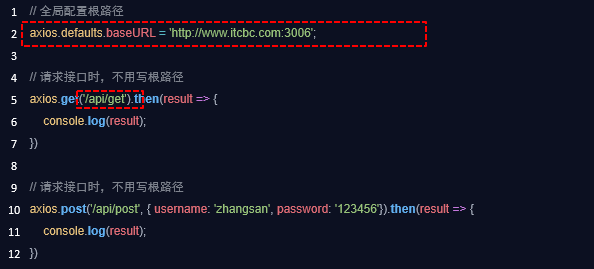 1 // 全局配置根路径
2 axios.defaults.baseURL = 'http://www.itcbc.com:3006';
3
4 // 请求接口时，不用写根路径
5 axios.get('/api/get').then(result => {
6 console.log(result);
7 })
8
9 // 请求接口时，不用写根路径
10 axios.post('/api/post', { username: 'zhangsan', password: '123456'}).then(result => {
11 console.log(result);
12 })